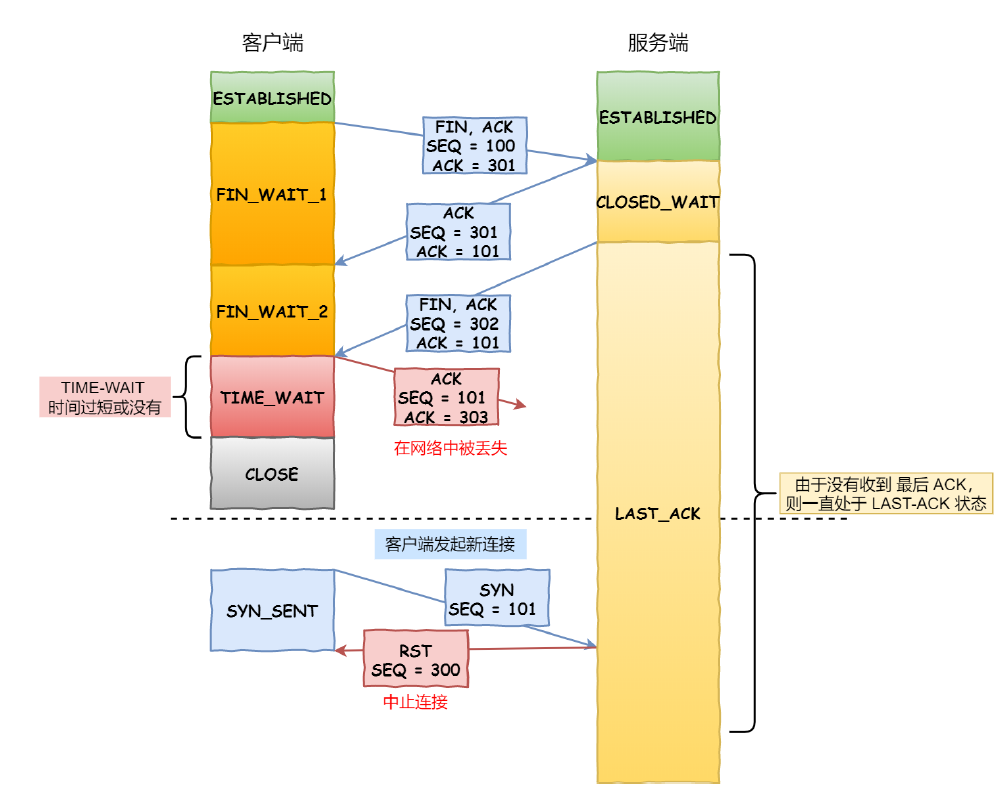 客户端
服务端
ESTABLISHED
ESTABLISHED
FIN, ACK
SEQ = 100
ACK = 301
FIN_WAIT_1
CLOSED_WAIT
ACK
SEQ = 301
ACK = 101
FIN_WAIT_2
FIN, ACK
SEQ = 302
ACK = 101
TIME-WAIT
时间过短或没有
TIME_WAIT
ACK
SEQ = 101
ACK = 303
在网络中被丢失
CLOSE
由于没有收到 最后 ACK，
则一直处于 LAST-ACK 状态
LAST_ACK
客户端发起新连接
SYN_SENT
SYN
SEQ = 101
RST
SEQ = 300
中止连接